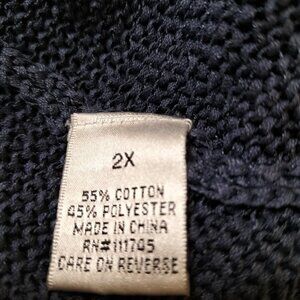 2X
55% COTTON
45% POLYESTER
MADE IN CHINA
RN#111745
CARE ON REVERSE